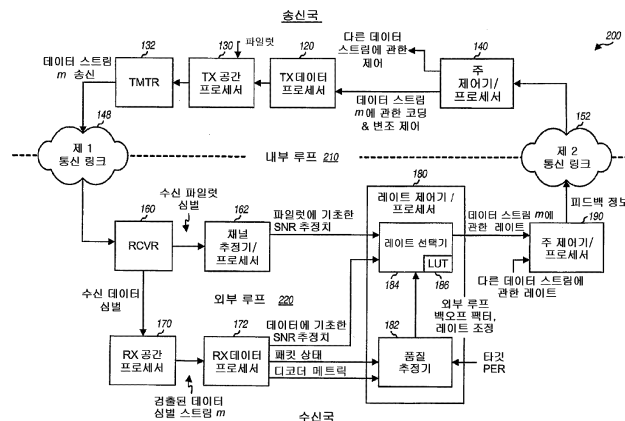 송신국
200
132
TMTR
130
TX 공간
프로세서
파일럿
120
TX 데이터
프로세서
다른 데이터
스트림에 관한
제어
140
주
제어기/
프로세서
데이터 스트림
m 송신
데이터 스트림
m에 관한 코딩
& 변조 제어
148
제 1
통신 링크
152
제 2
통신 링크
내부 루프 210
피드백 정보
수신 파일럿
심벌
160
RCVR
162
채널
추정기/
프로세서
파일럿에 기초한
SNR 추정치
180
레이트 제어기 /
프로세서
레이트 선택기
LUT
184
186
데이터 스트림 m에
관한 레이트
190
주 제어기/
프로세서
다른 데이터 스트림에
관한 레이트
수신 데이터
심벌
외부 루프 220
외부 루프
백오프 팩터,
레이트 조정
170
RX 공간
프로세서
172
RX 데이터
프로세서
데이터에 기초한
SNR 추정치
패킷 상태
디코더 메트릭
182
품질
추정기
타깃
PER
검출된 데이터
심벌 스트림 m
수신국